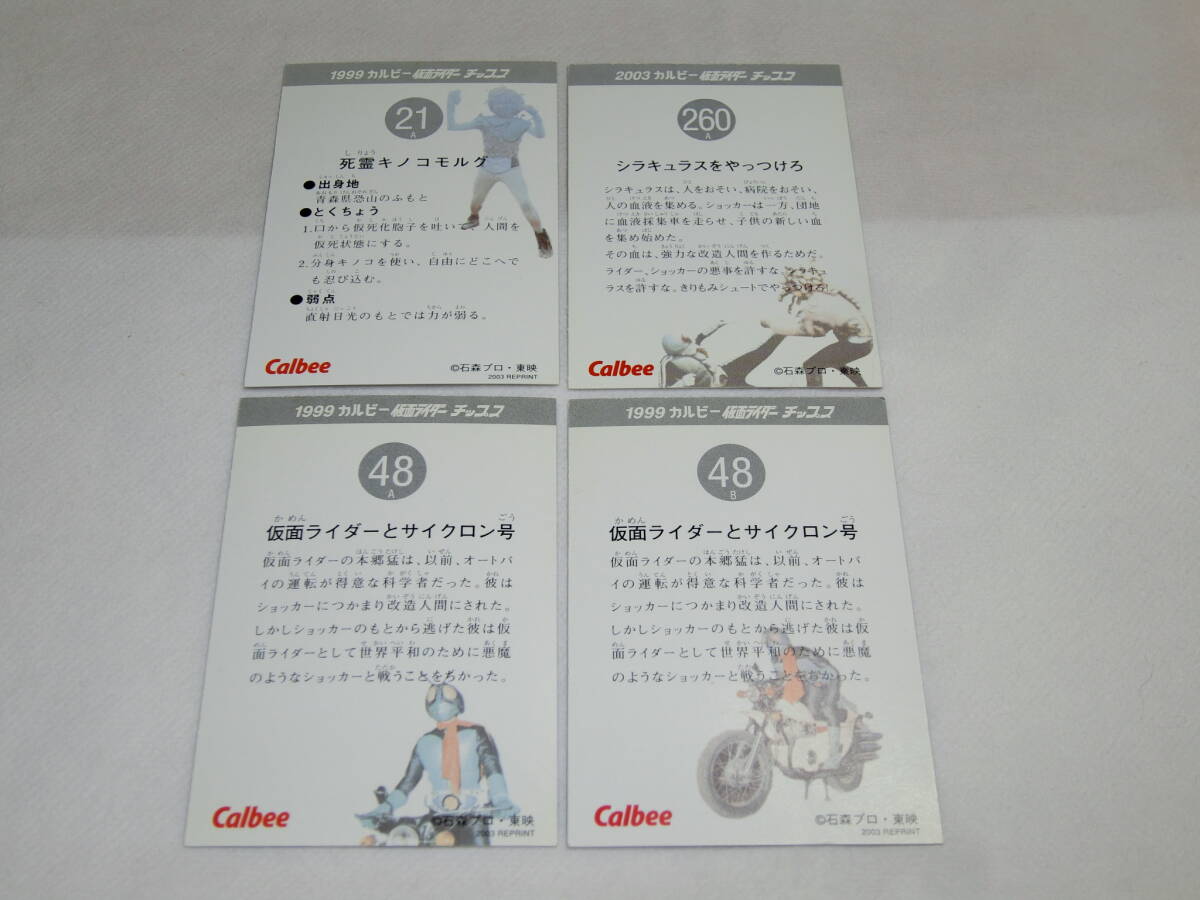 1999 カルビー 仮面ライダー チップス
21
A
死霊キノコモルグ
●出身地
青森県恐山のふもと
●とくちょう
1.口から仮死化胞子を吐いて、人間を
仮死状態にする。
2.分身キノコを使い、自由にどこへで
も忍び込む。
●弱点
直射日光のもとでは力が弱る。
Calbee
©石森プロ・東映
2003 REPRINT
2003 カルビー 仮面ライダー チップス
260
A
シラキュラスをやっつけろ
シラキュラスは、人をおそい、病院をおそい、
人の血液を集める。ショッカーは一方、団地
に血液採集車を走らせ、子供の新しい血
を集め始めた。
その血は、強力な改造人間を作るためだ。
ライダー、ショッカーの悪事を許すな、シラキュ
ラスを許すな。きりもみシュートでやっつけろ!
Calbee
©石森プロ・東映
1999 カルビー 仮面ライダー チップス
48
A
仮面ライダーとサイクロン号
仮面ライダーの本郷猛は、以前、オートバ
イの運転が得意な科学者だった。彼は
ショッカーにつかまり改造人間にされた。
しかしショッカーのもとから逃げた彼は仮
面ライダーとして世界平和のために悪魔
のようなショッカーと戦うことをちかった。
Calbee
©石森プロ・東映
2003 REPRINT
1999 カルビー 仮面ライダー チップス
48
B
仮面ライダーとサイクロン号
仮面ライダーの本郷猛は、以前、オートバ
イの運転が得意な科学者だった。彼は
ショッカーにつかまり改造人間にされた。
しかしショッカーのもとから逃げた彼は仮
面ライダーとして世界平和のために悪魔
のようなショッカーと戦うことをちかった。
Calbee
©石森プロ・東映
2003 REPRINT